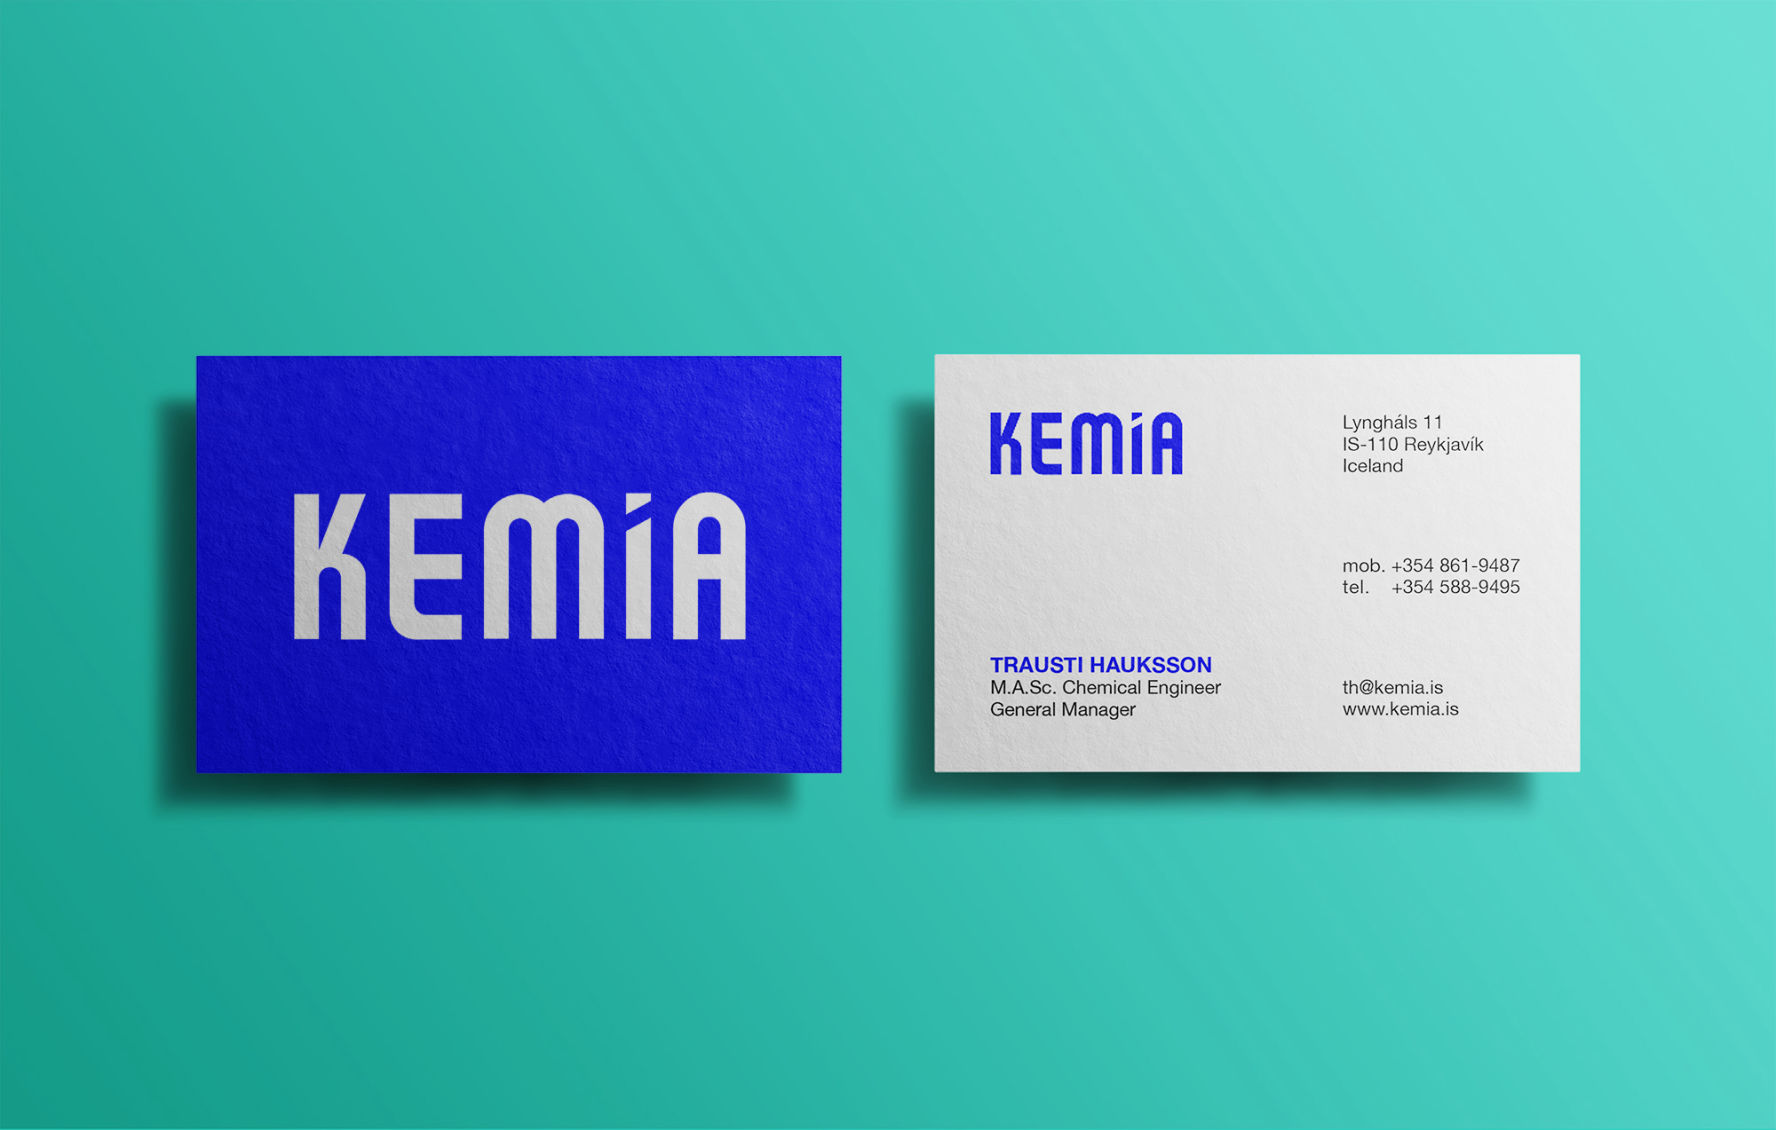 KEMiA
KEMiA
Lyngháls 11
IS-110 Reykjavík
Iceland
mob. +354 861-9487
tel. +354 588-9495
TRAUSTI HAUKSSON
M.A.Sc. Chemical Engineer
General Manager
th@kemia.is
www.kemia.is